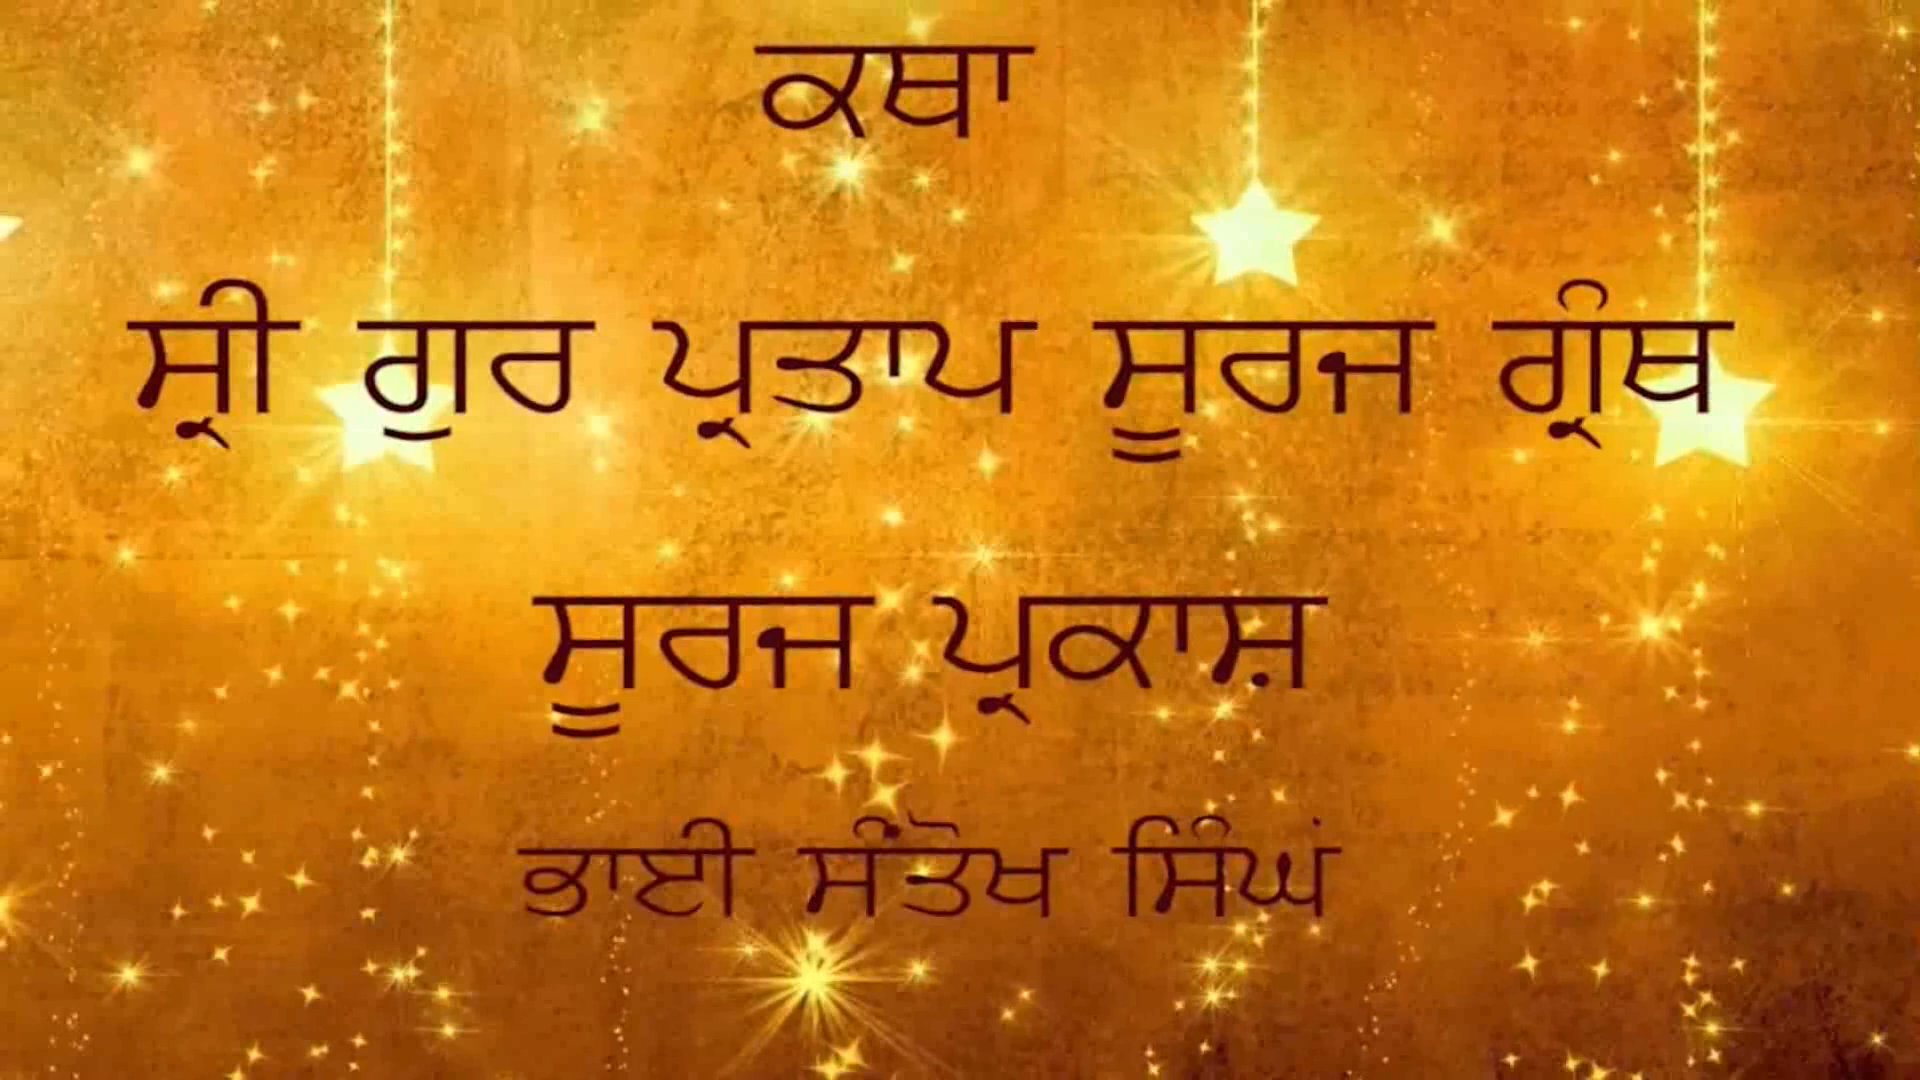 ਕਥਾ
ਸ੍ਰੀ ਗੁਰ ਪ੍ਰਤਾਪ ਸੂਰਜ ਗ੍ਰੰਥ
ਸੂਰਜ ਪ੍ਰਕਾਸ਼
ਭਾਈ ਸੰਤੋਖ ਸਿੰਘਂ